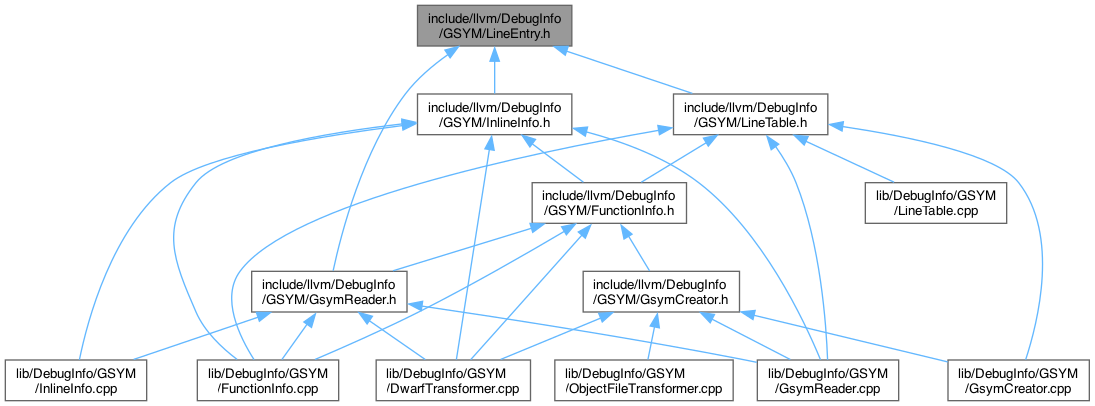 include/llvm/DebugInfo
/GSYM/LineEntry.h
include/llvm/DebugInfo
/GSYM/InlineInfo.h
include/llvm/DebugInfo
/GSYM/LineTable.h
include/llvm/DebugInfo
/GSYM/FunctionInfo.h
lib/DebugInfo/GSYM
/LineTable.cpp
include/llvm/DebugInfo
/GSYM/GsymReader.h
include/llvm/DebugInfo
/GSYM/GsymCreator.h
lib/DebugInfo/GSYM
/InlineInfo.cpp
lib/DebugInfo/GSYM
/FunctionInfo.cpp
lib/DebugInfo/GSYM
/DwarfTransformer.cpp
lib/DebugInfo/GSYM
/ObjectFileTransformer.cpp
lib/DebugInfo/GSYM
/GsymReader.cpp
lib/DebugInfo/GSYM
/GsymCreator.cpp